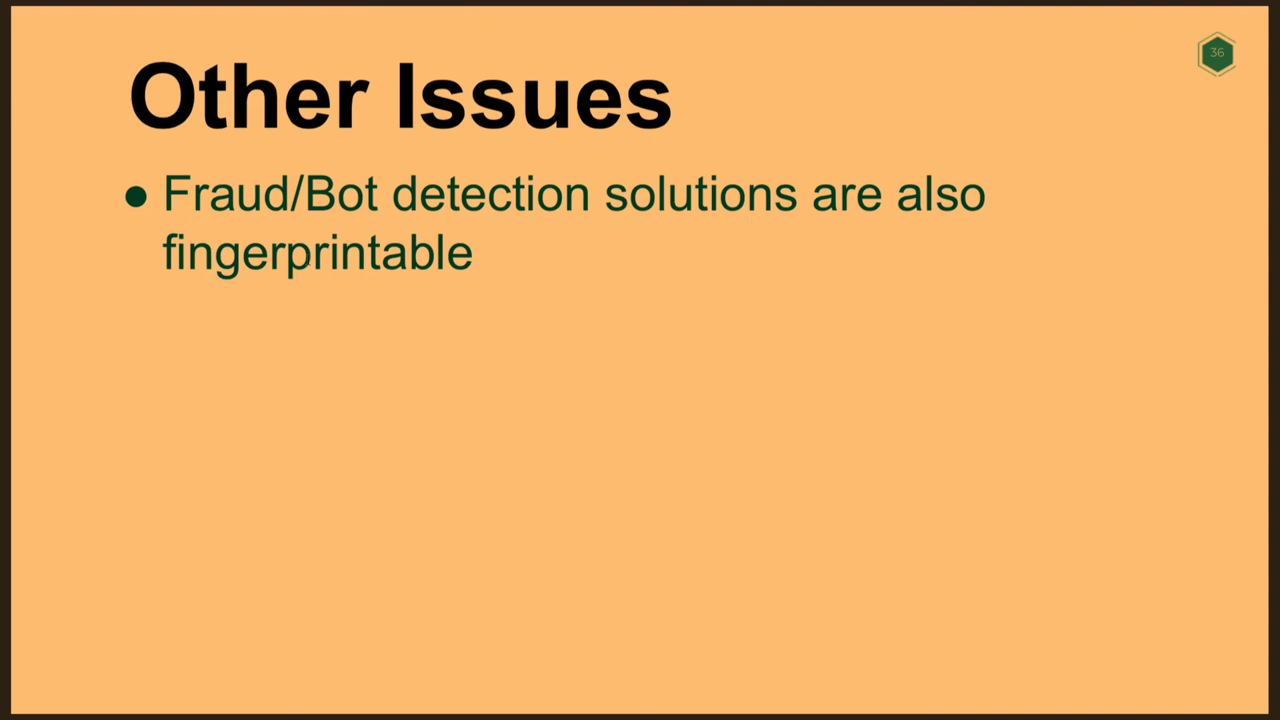 36
Other Issues
● Fraud/Bot detection solutions are also
fingerprintable